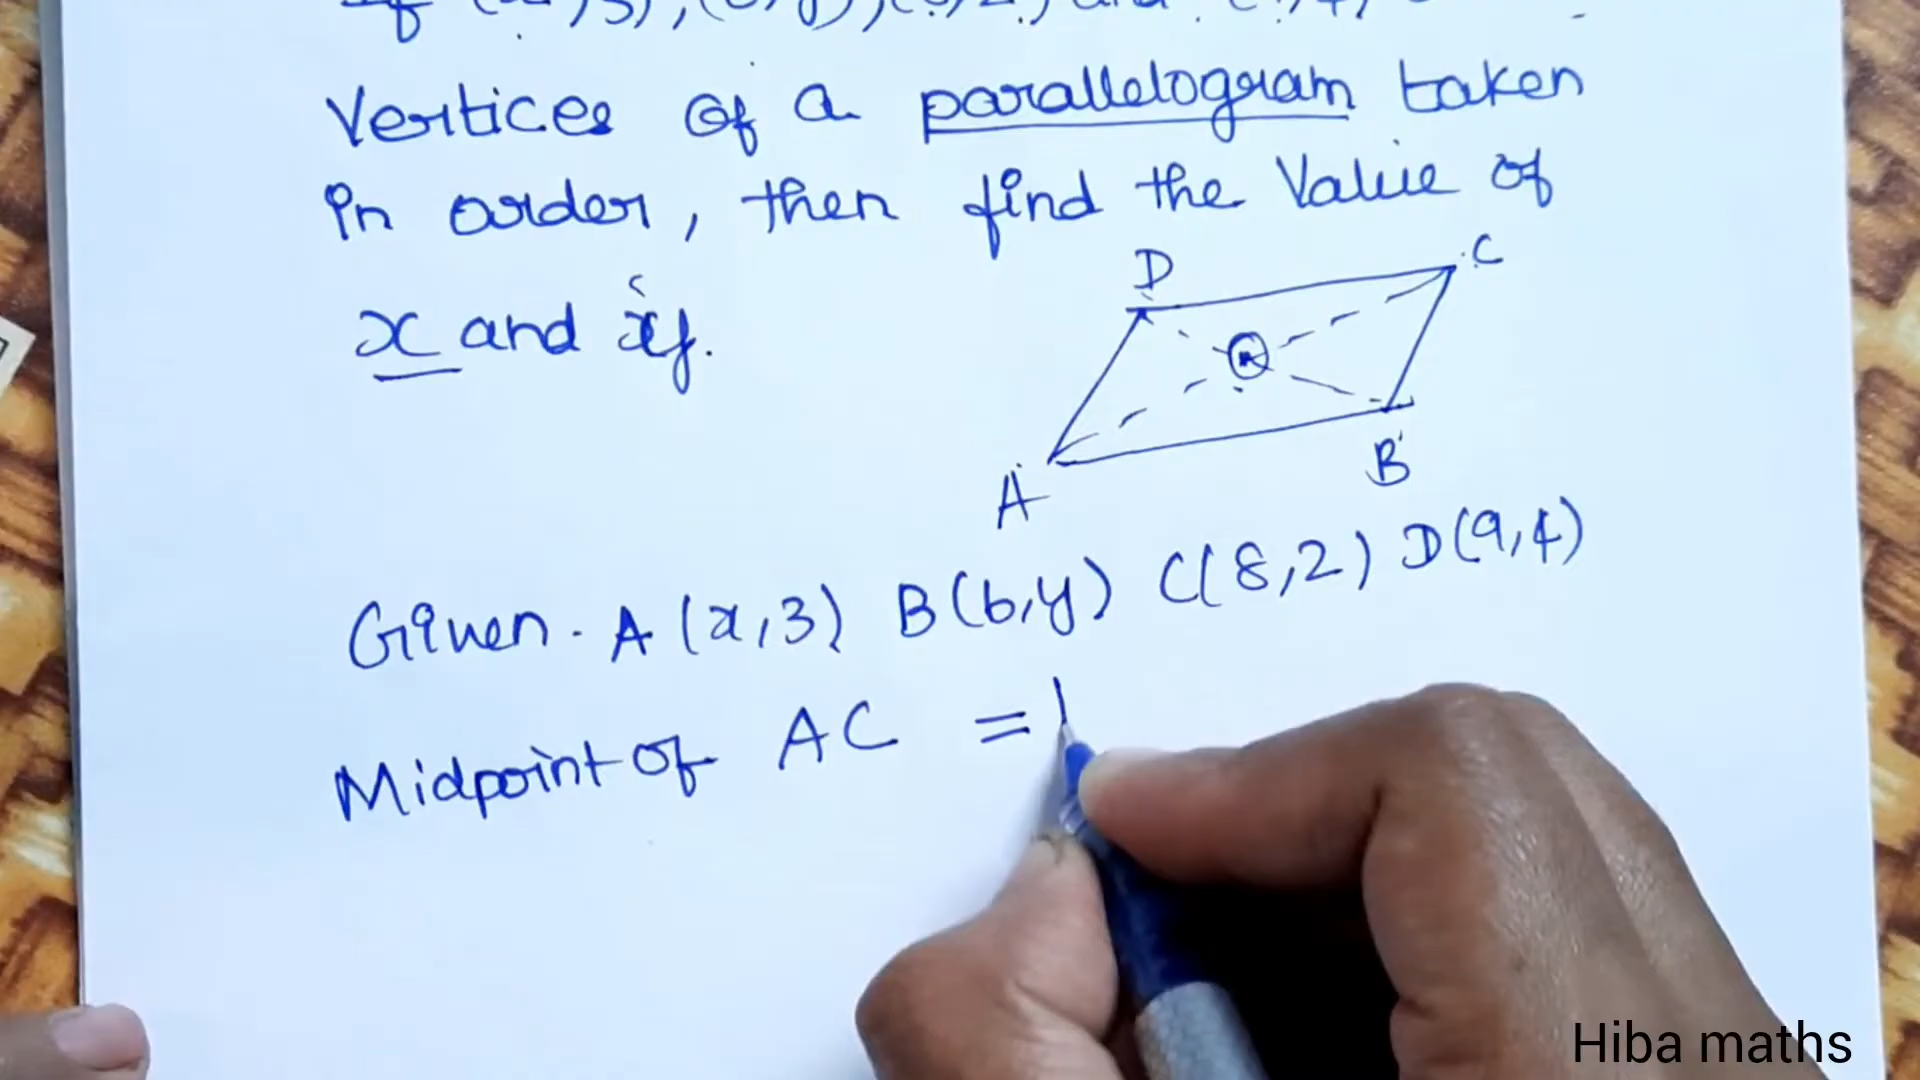 Vertices of a parallelogram taken
in order, then find the Value of
x and y.
D
C
A
B
Given. A (x,3) B(6,y) C(8,2) D(9,4)
Midpoint of AC =
Hiba maths